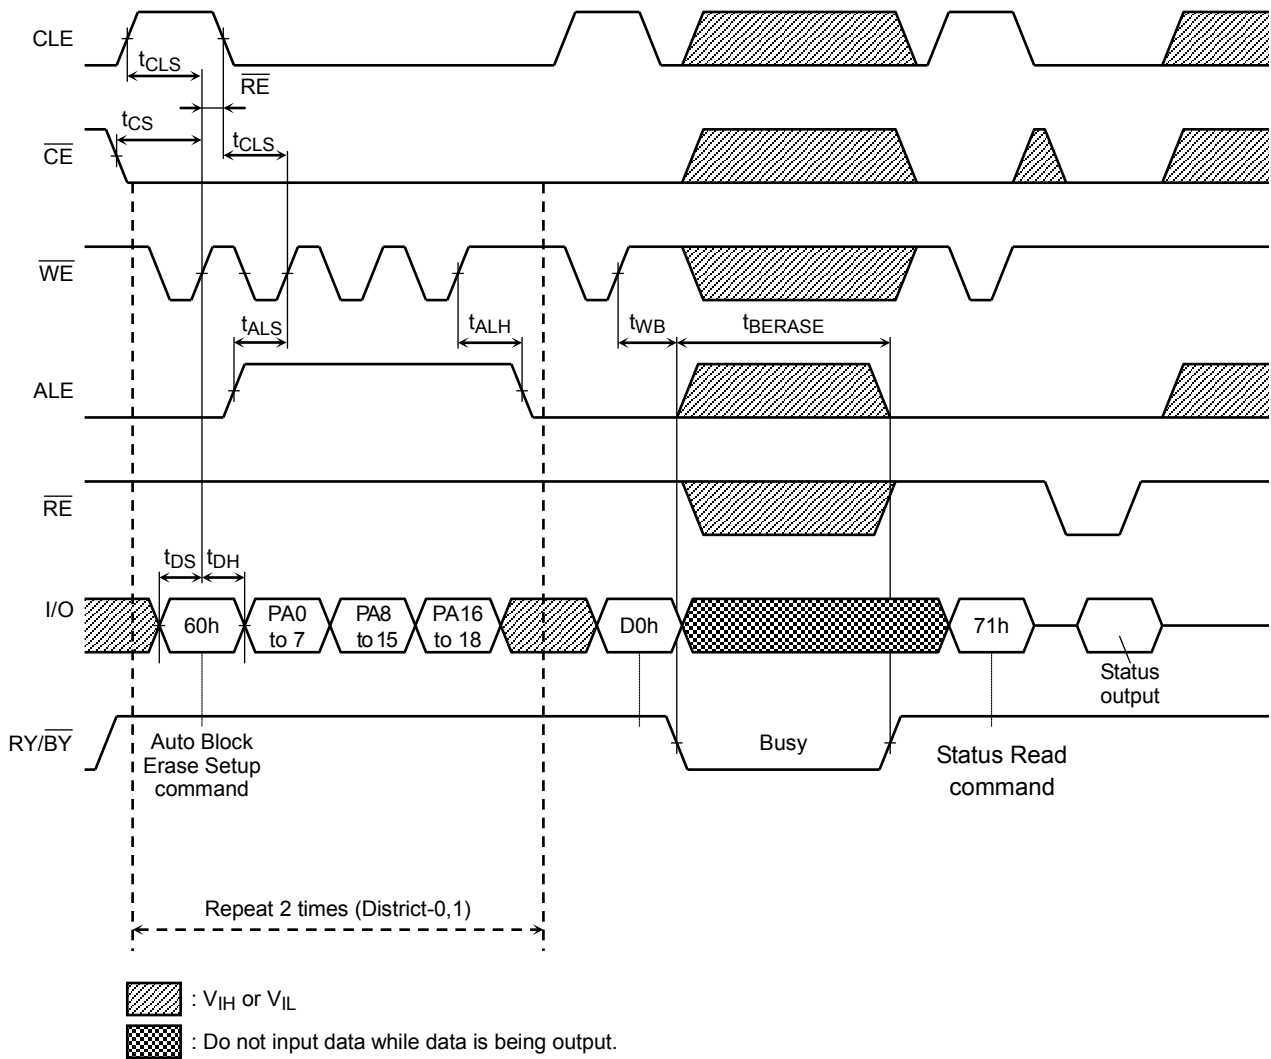 CLE
tCLS
RE
tCS
tCLS
CE
WE
tALS
tALH
tWB
tBERASE
ALE
RE
tDS
tDH
I/O
60h
PA0
to 7
PA8
to 15
PA16
to 18
D0h
71h
Status
output
RY/BY
Auto Block
Erase Setup
command
Busy
Status Read
command
Repeat 2 times (District-0,1)
: VIH or VIL
: Do not input data while data is being output.